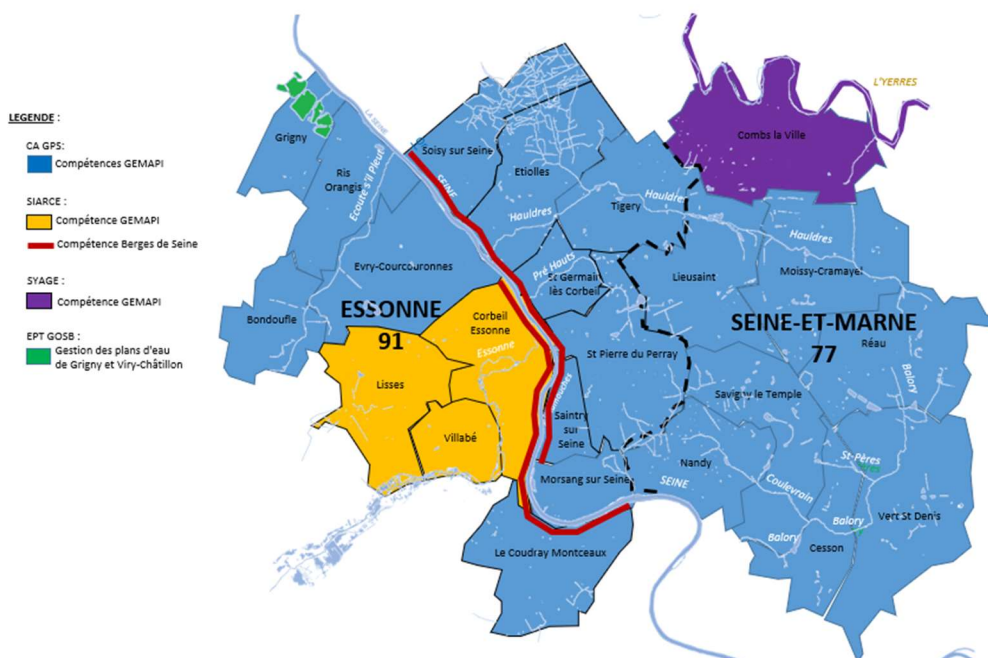 LEGENDE :
CA GPS:
Compétences GEMAPI
SIARCE :
Compétence GEMAPI
Compétence Berges de Seine
SYAGE :
Compétence GEMAPI
EPT GOSB :
Gestion des plans d'eau
de Grigny et Viry-Châtillon
L'YERRES
LA SEINE
Combs la Ville
Grigny
Soisy sur Seine
Ris
Orangis
Ecoute s'il Pleut
SEINE
Etiolles
Hauldres
Tigery
Hauldres
Hauldres
Evry-Courcouronnes
Pré Hauts
St Germain
lès Corbeil
Lieusaint
Moissy-Cramayel
Bondoufle
ESSONNE
91
Corbeil
Essonne
Essonne
SEINE-ET-MARNE
77
Réau
Lisses
St Pierre du Perray
Balory
Savigny le Temple
Saintry
sur
Seine
Villabé
St-Pères
Nandy
Morsang sur Seine
SEINE
Coulevrain
Vert St Denis
Balory
Balory
Cesson
Le Coudray Montceaux